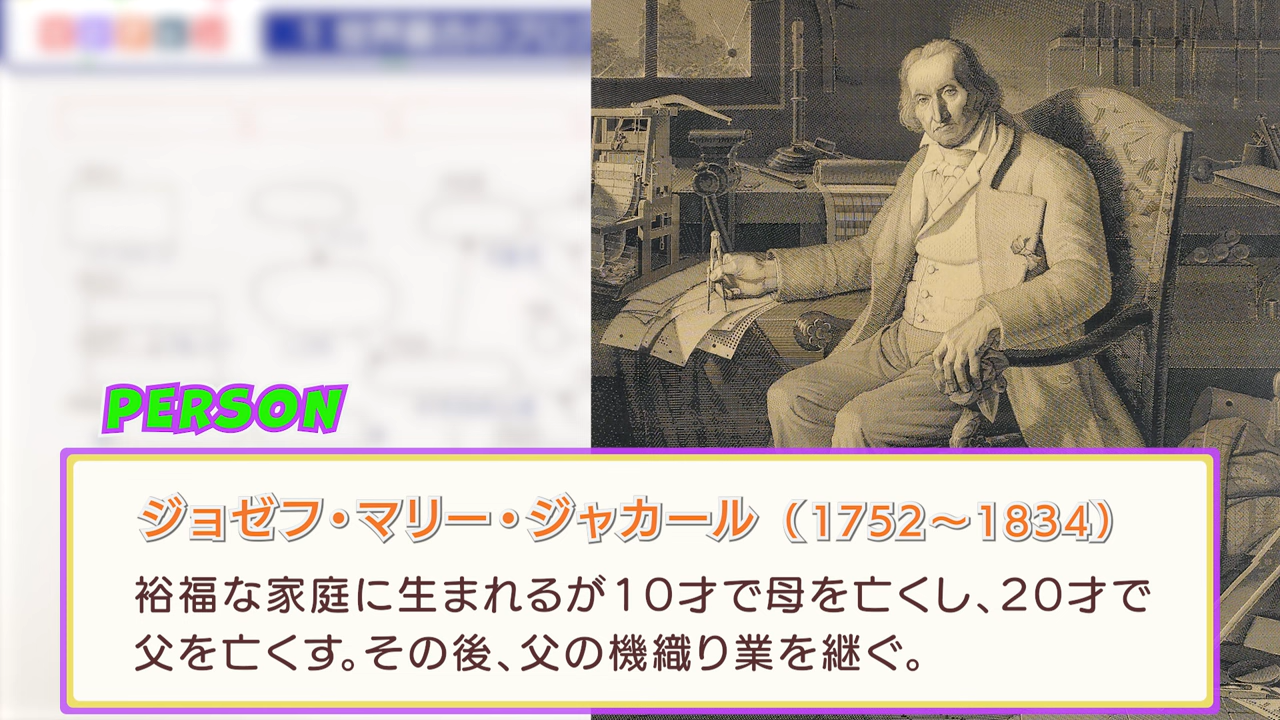 PERSON
ジョゼフ・マリー・ジャカール（1752～1834）
裕福な家庭に生まれるが10才で母を亡くし、20才で
父を亡くす。その後、父の機織り業を継ぐ。